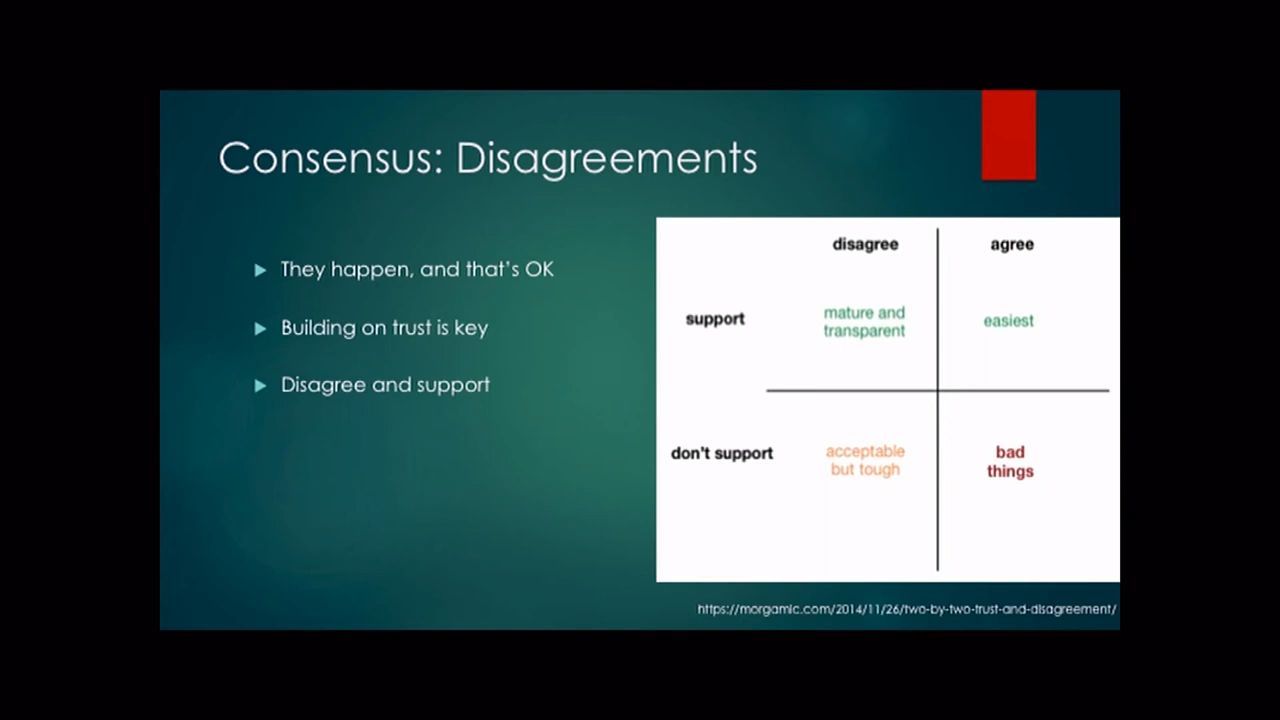 Consensus: Disagreements
They happen, and that's OK
Building on trust is key
Disagree and support
disagree
agree
support
mature and
transparent
easiest
don't support
acceptable
but tough
bad
things
https://morgamic.com/2014/11/26/two-by-two-trust-and-disagreement/